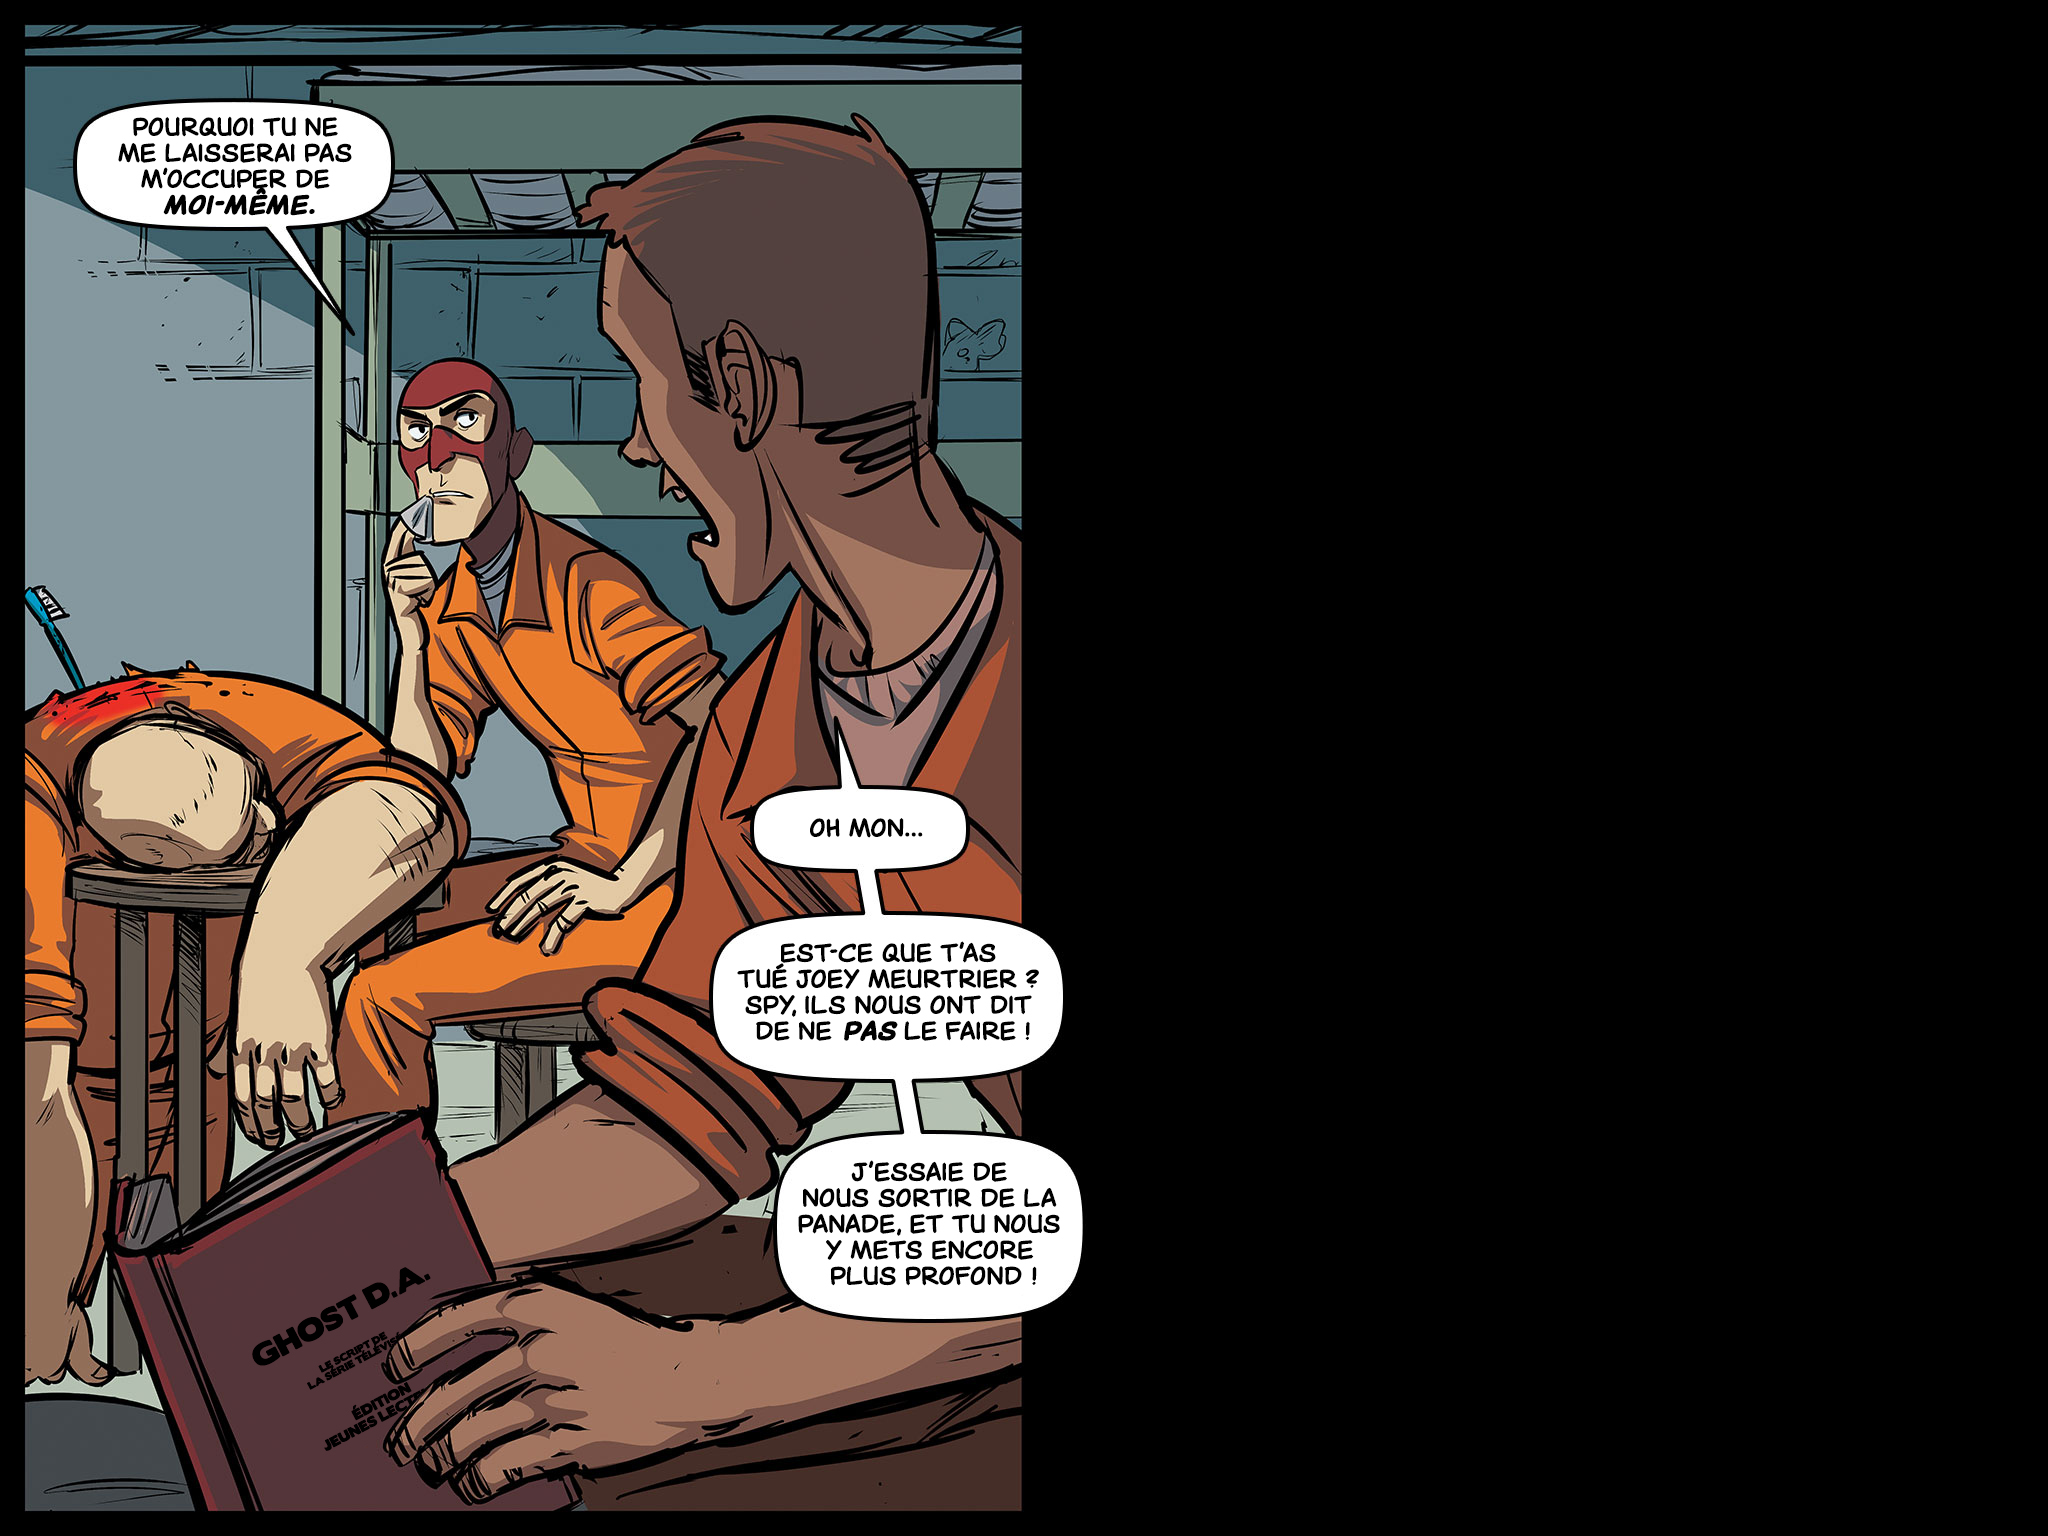 POURQUOI TU NE
ME LAISSERAI PAS
M'OCCUPER DE
MOI-MÊME.
OH MON...
EST-CE QUE T'AS
TUÉ JOEY MEURTRIER ?
SPY, ILS NOUS ONT DIT
DE NE PAS LE FAIRE !
J'ESSAIE DE
NOUS SORTIR DE LA
PANADE, ET TU NOUS
Y METS ENCORE
PLUS PROFOND !
GHOST D.A.
LE SCRIPT DE
LA SÉRIE
ÉDITION
JEUNES